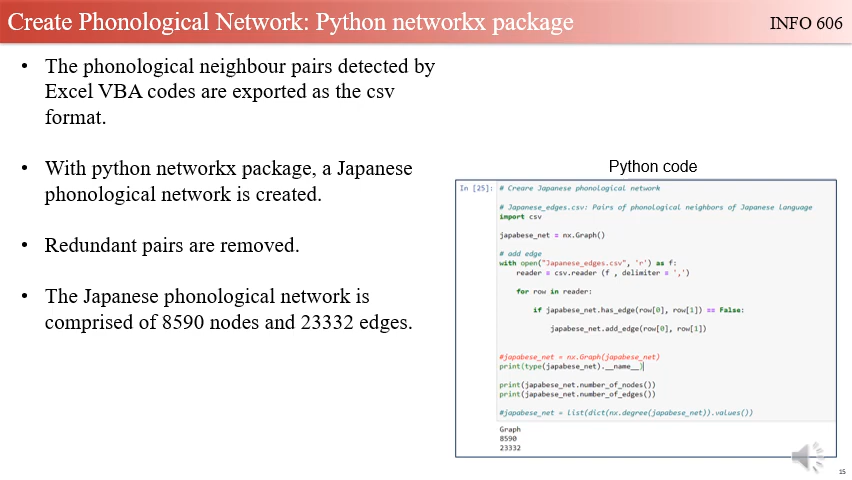 Create Phonological Network: Python networkx package
INFO 606
• The phonological neighbour pairs detected by
Excel VBA codes are exported as the csv
format.
• With python networkx package, a Japanese
phonological network is created.
• Redundant pairs are removed.
• The Japanese phonological network is
comprised of 8590 nodes and 23332 edges.
Python code
In [25]: # Creare Japanese phonological network
# Japanese_edges.csv: Pairs of phonological neighbors of Japanese language
import csv
japabese_net = nx.Graph()
# add edge
with open("Japanese_edges.csv", 'r') as f:
reader = csv.reader (f , delimiter = ',')
for row in reader:
if japabese_net.has_edge(row[0], row[1]) == False:
japabese_net.add_edge(row[0], row[1])
#japabese_net = nx.Graph(japabese_net)
print(type(japabese_net).__name__)
print(japabese_net.number_of_nodes())
print(japabese_net.number_of_edges())
#japabese_net = list(dict(nx.degree(japabese_net)).values())
Graph
8590
23332
15